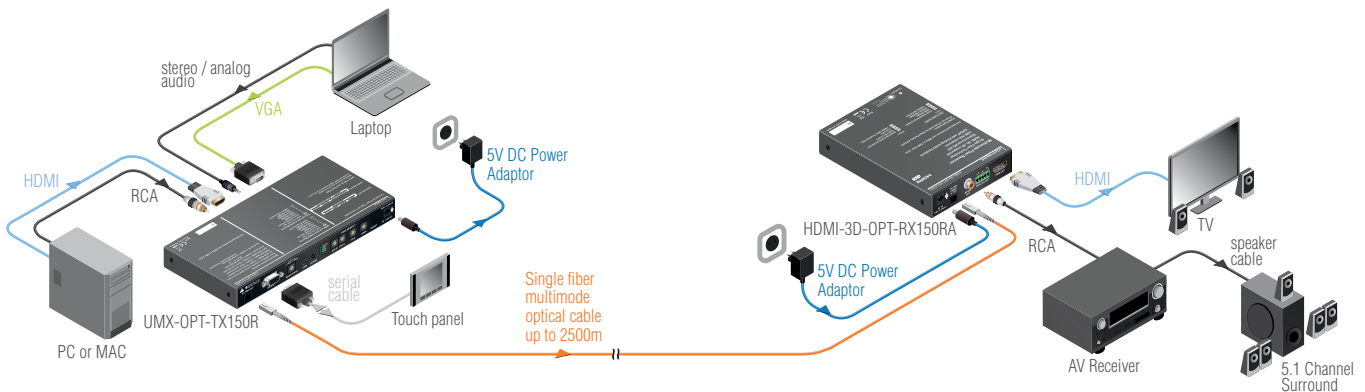 stereo / analog
audio
VGA
Laptop
HDMI
RCA
5V DC Power
Adaptor
serial
cable
Touch panel
UMX-OPT-TX150R
PC or MAC
Single fiber
multimode
optical cable
up to 2500m
HDMI-3D-OPT-RX150RA
5V DC Power
Adaptor
HDMI
TV
RCA
speaker
cable
AV Receiver
5.1 Channel
Surround